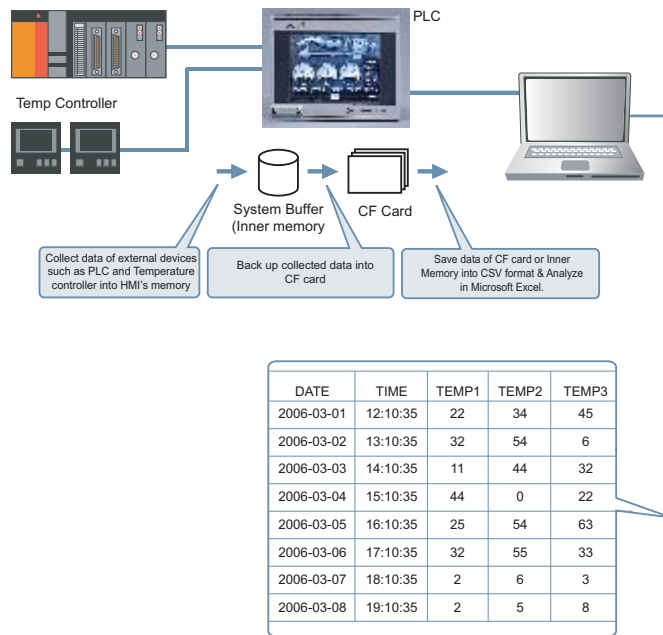 PLC
Temp Controller
System Buffer
(Inner memory
CF Card
Collect data of external devices
such as PLC and Temperature
controller into HMI's memory
Back up collected data into
CF card
Save data of CF card or Inner
Memory into CSV format & Analyze
in Microsoft Excel.
DATE TIME TEMP1 TEMP2 TEMP3
2006-03-01 12:10:35 22 34 45
2006-03-02 13:10:35 32 54 6
2006-03-03 14:10:35 11 44 32
2006-03-04 15:10:35 44 0 22
2006-03-05 16:10:35 25 54 63
2006-03-06 17:10:35 32 55 33
2006-03-07 18:10:35 2 6 3
2006-03-08 19:10:35 2 5 8